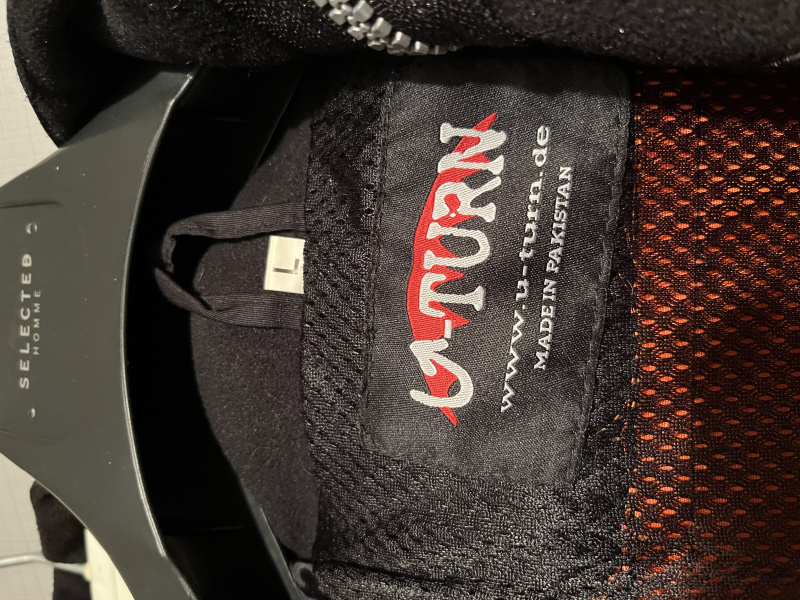 SELECTED
HOMME
L
u-TURN
www.u-turn.de
MADE IN PAKISTAN